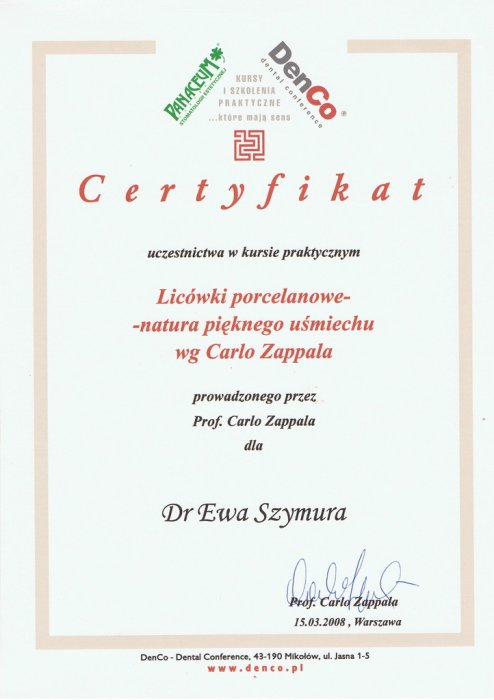 PANACEUM
STOMATOLOGII ESTETYCZNEJ
DenCo
dental conference
®
KURSY
I SZKOLENIA
PRAKTYCZNE
...które mają sens
Certyfikat
uczestnictwa w kursie praktycznym
Licówki porcelanowe-
-natura pięknego uśmiechu
wg Carlo Zappala
prowadzonego przez
Prof. Carlo Zappala
dla
Dr Ewa Szymura
Prof. Carlo Zappala
15.03.2008 , Warszawa
DenCo - Dental Conference, 43-190 Mikołów, ul. Jasna 1-5
www.denco.pl